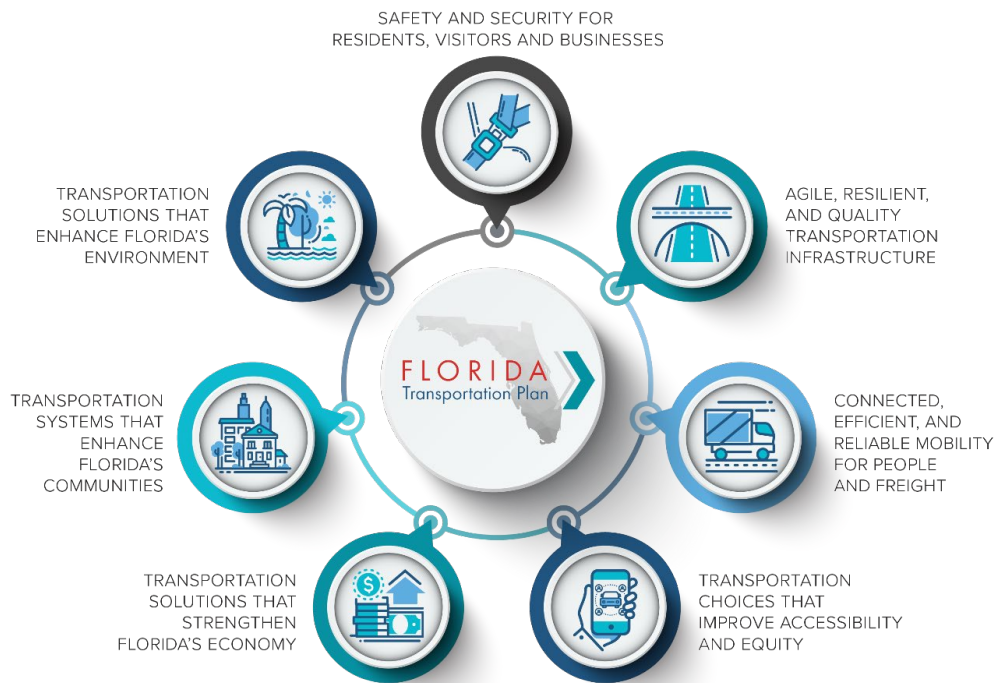 SAFETY AND SECURITY FOR
RESIDENTS, VISITORS AND BUSINESSES
AGILE, RESILIENT,
AND QUALITY
TRANSPORTATION
INFRASTRUCTURE
CONNECTED,
EFFICIENT, AND
RELIABLE MOBILITY
FOR PEOPLE
AND FREIGHT
TRANSPORTATION
CHOICES THAT
IMPROVE ACCESSIBILITY
AND EQUITY
TRANSPORTATION
SOLUTIONS THAT
STRENGTHEN
FLORIDA'S ECONOMY
TRANSPORTATION
SYSTEMS THAT
ENHANCE
FLORIDA'S
COMMUNITIES
TRANSPORTATION
SOLUTIONS THAT
ENHANCE FLORIDA'S
ENVIRONMENT
FLORIDA
Transportation Plan
$